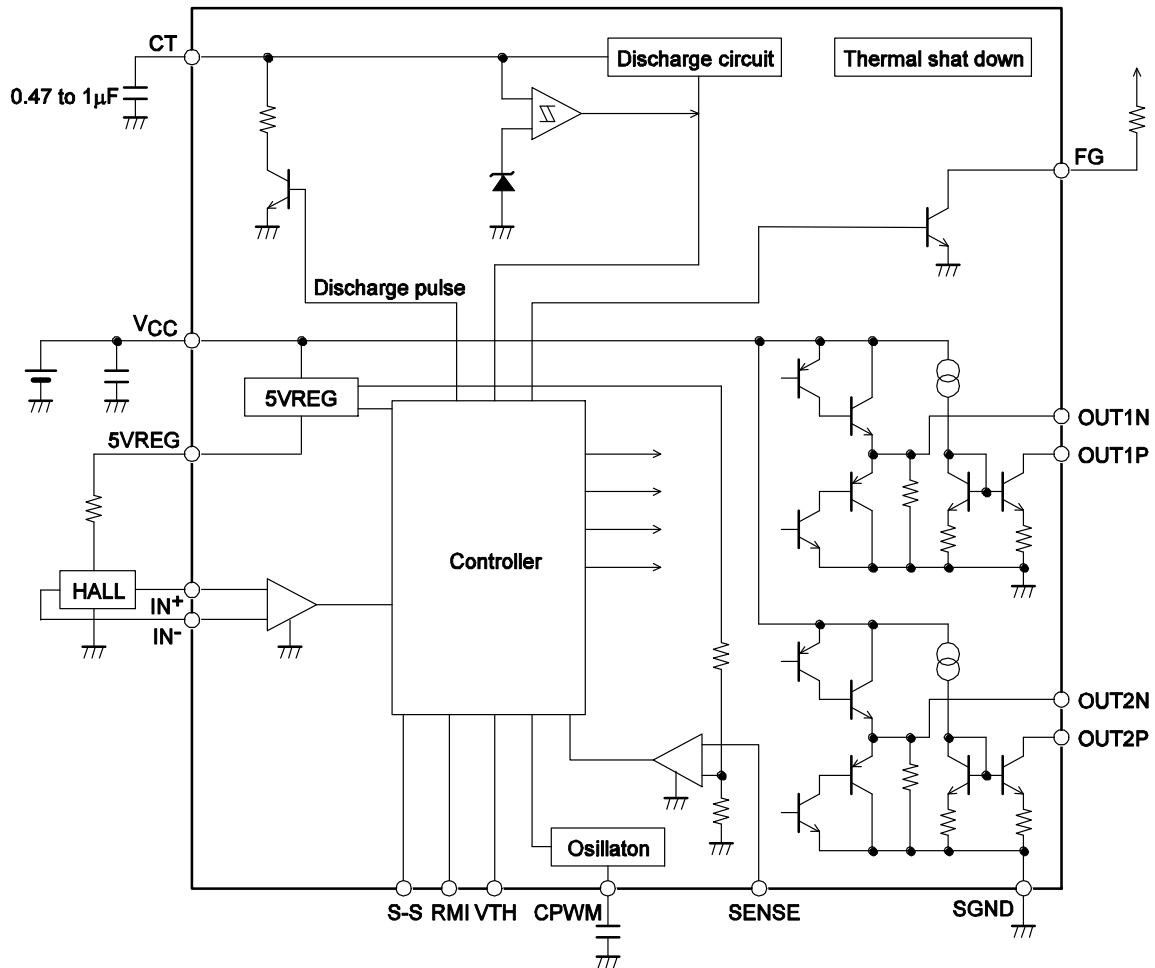 CT
Discharge circuit
Thermal shat down
0.47 to 1μF
FG
Discharge pulse
VCC
5VREG
5VREG
OUT1N
OUT1P
Controller
HALL
IN+
IN-
OUT2N
OUT2P
Osillaton
S-S RMI VTH CPWM SENSE SGND